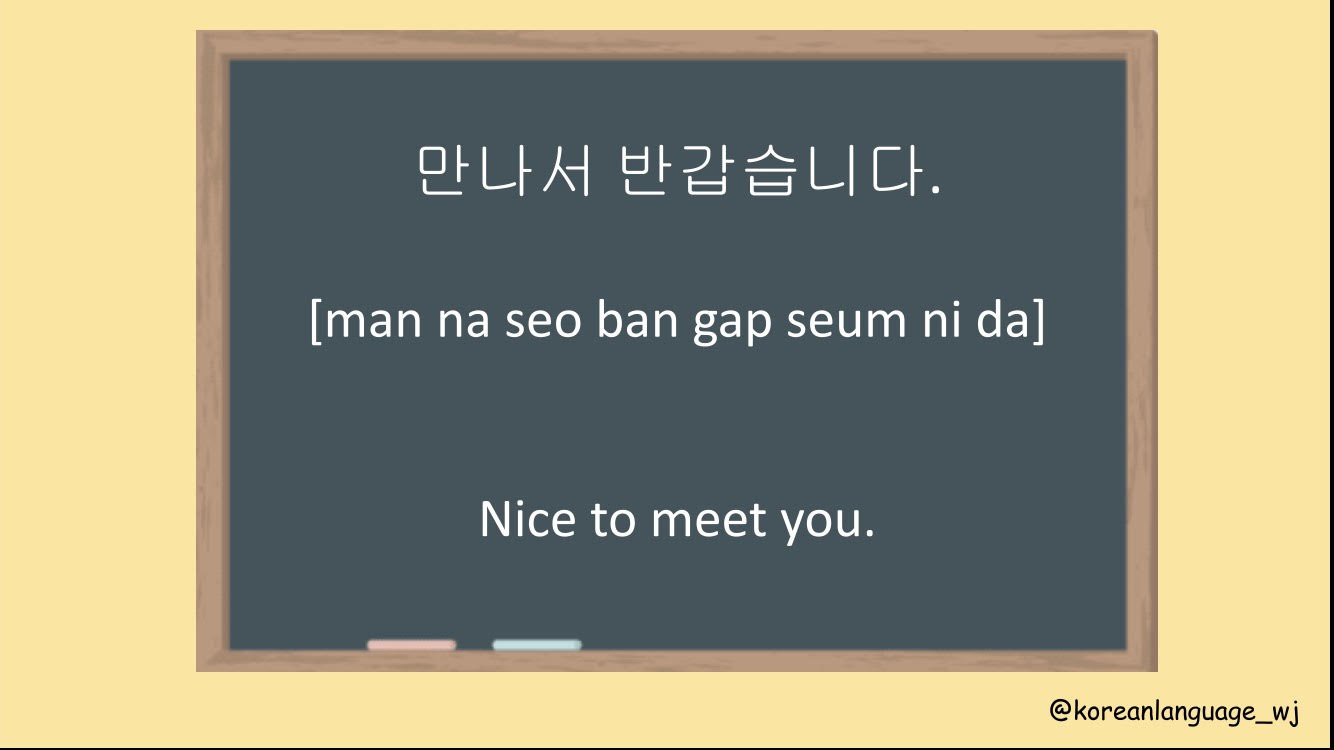 만나서 반갑습니다.
[man na seo ban gap seum ni da]
Nice to meet you.
@koreanlanguage_wj